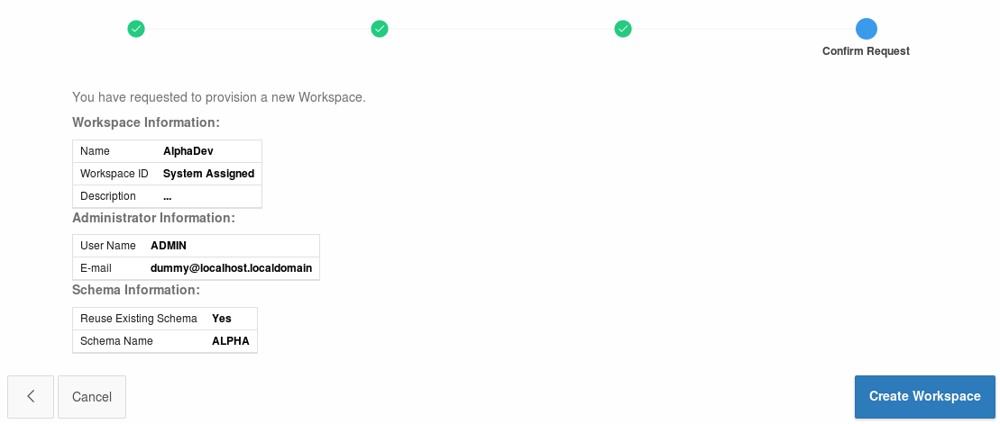 Confirm Request
You have requested to provision a new Workspace.
Workspace Information:
Name AlphaDev
Workspace ID System Assigned
Description ...
Administrator Information:
User Name ADMIN
E-mail dummy@localhost.localdomain
Schema Information:
Reuse Existing Schema Yes
Schema Name ALPHA
Cancel
Create Workspace